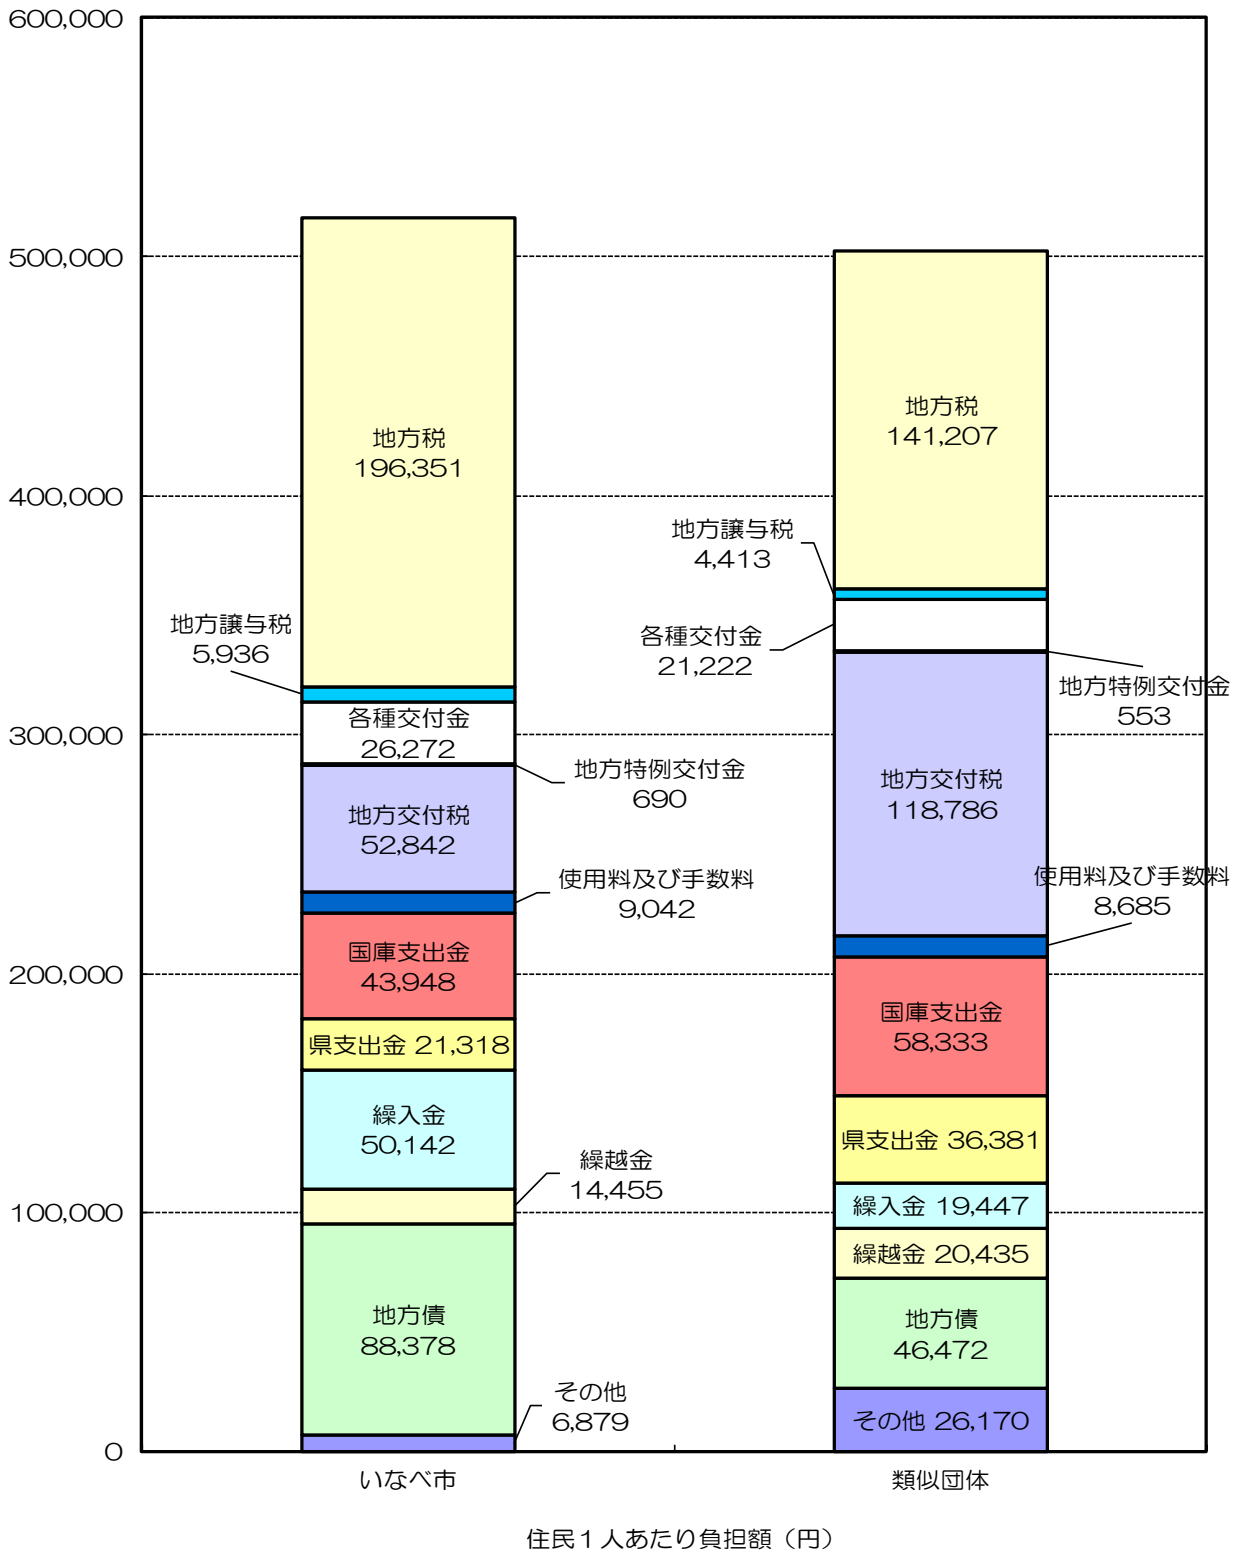 600,000
500,000
400,000
300,000
200,000
100,000
0
地方税
196,351
地方譲与税
5,936
各種交付金
26,272
地方特例交付金
690
地方交付税
52,842
使用料及び手数料
9,042
国庫支出金
43,948
県支出金 21,318
繰入金
50,142
繰越金
14,455
地方債
88,378
その他
6,879
地方税
141,207
地方譲与税
4,413
各種交付金
21,222
地方特例交付金
553
地方交付税
118,786
使用料及び手数料
8,685
国庫支出金
58,333
県支出金 36,381
繰入金 19,447
繰越金 20,435
地方債
46,472
その他 26,170
いなべ市
類似団体
住民1人あたり負担額（円）